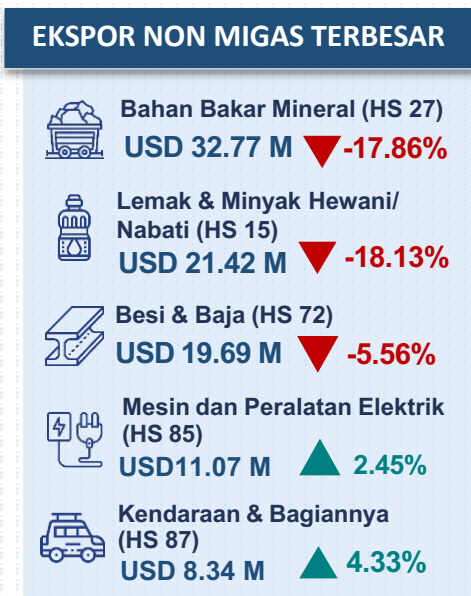 EKSPOR NON MIGAS TERBESAR
Bahan Bakar Mineral (HS 27)
USD 32.77 M -17.86%
Lemak & Minyak Hewani/
Nabati (HS 15)
USD 21.42 M -18.13%
Besi & Baja (HS 72)
USD 19.69 M -5.56%
Mesin dan Peralatan Elektrik
(HS 85)
USD11.07 M 2.45%
Kendaraan & Bagiannya
(HS 87)
USD 8.34 M 4.33%